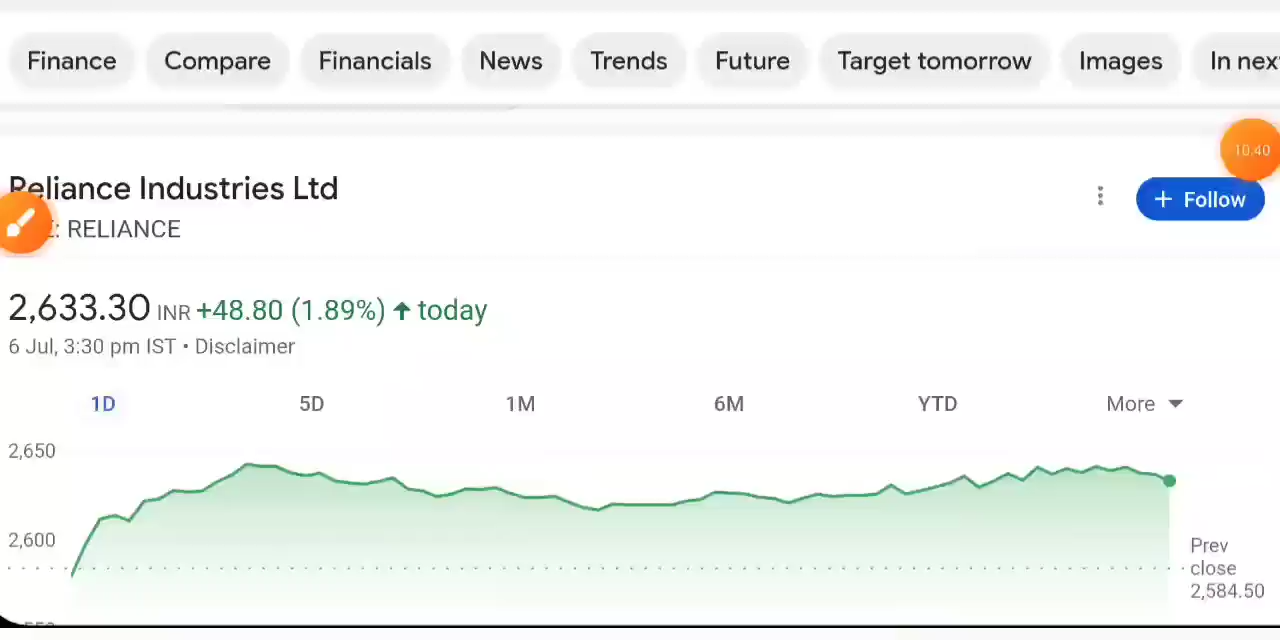 Finance Compare Financials News Trends Future Target tomorrow Images In nex
10.40
Reliance Industries Ltd
+ Follow
: RELIANCE
2,633.30 INR +48.80 (1.89%) ↑ today
6 Jul, 3:30 pm IST • Disclaimer
1D 5D 1M 6M YTD More
2,650
2,600
Prev
close
2,584.50